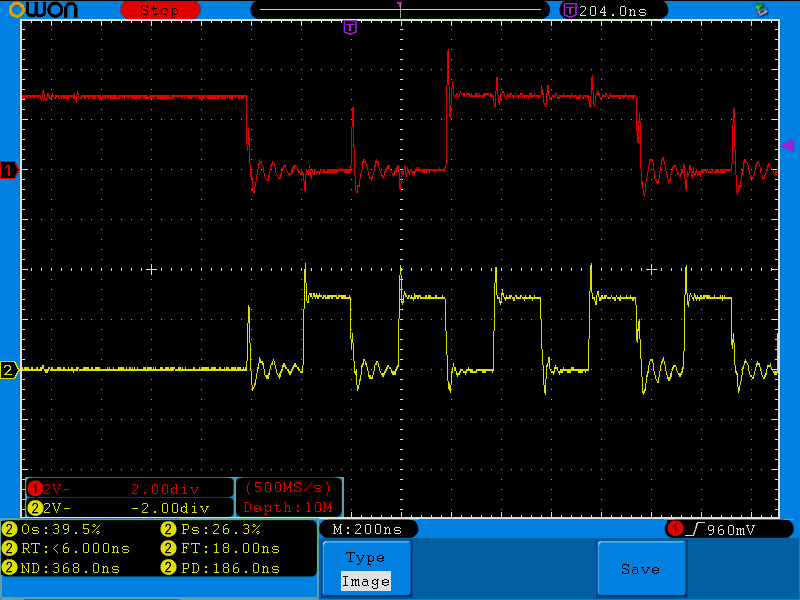 owon Stop T 204.0ns
T
1
2
1 2V- 2.00div (500MS/s)
2 2V- -2.00div Depth:10M
2 Os:39.5% 2 Ps:26.3% M:200ns 1 960mV
2 RT:<6.000ns 2 FT:18.00ns
2 ND:368.0ns 2 PD:186.0ns
Type
Image
Save